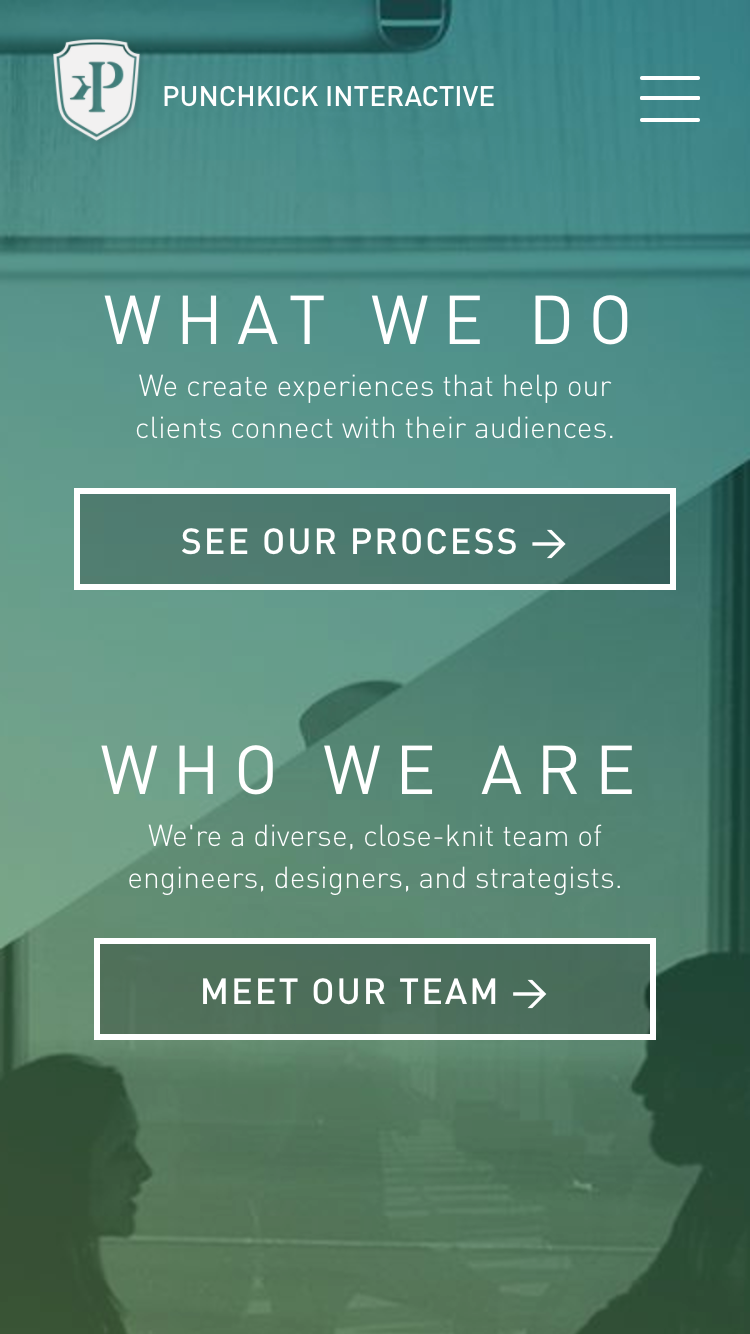 PUNCHKICK INTERACTIVE
WHAT WE DO
We create experiences that help our
clients connect with their audiences.
SEE OUR PROCESS →
WHO WE ARE
We're a diverse, close-knit team of
engineers, designers, and strategists.
MEET OUR TEAM →